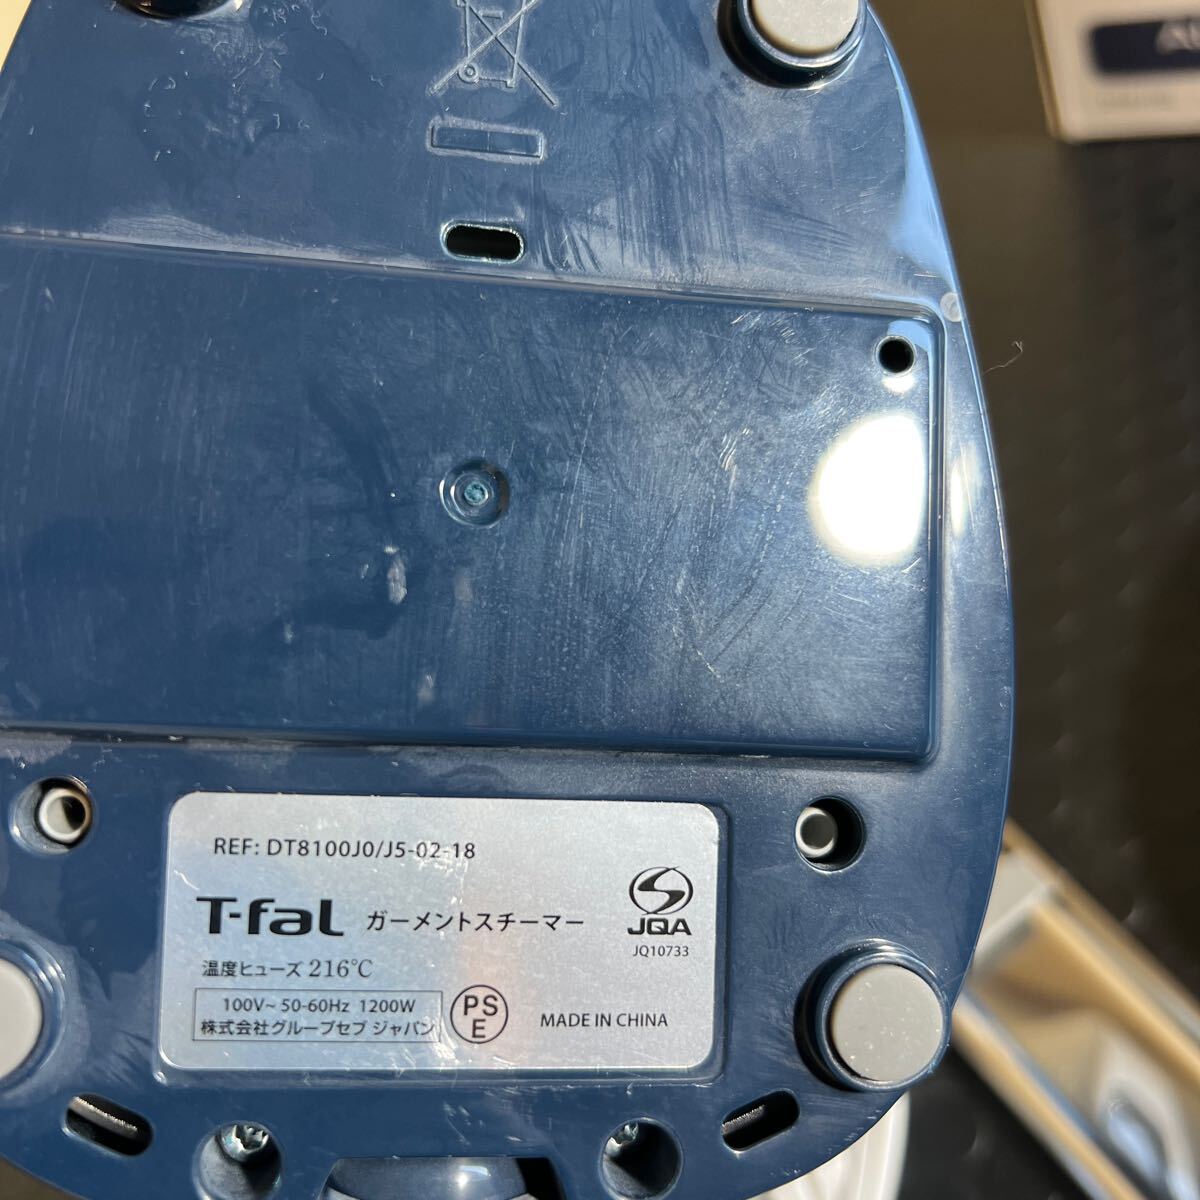 REF: DT8100J0/J5-02-18
T-fal ガーメントスチーマー
JQA
JQ10733
温度ヒューズ 216℃
100V~ 50-60Hz 1200W
株式会社グループセブ ジャパン
PS
E
MADE IN CHINA